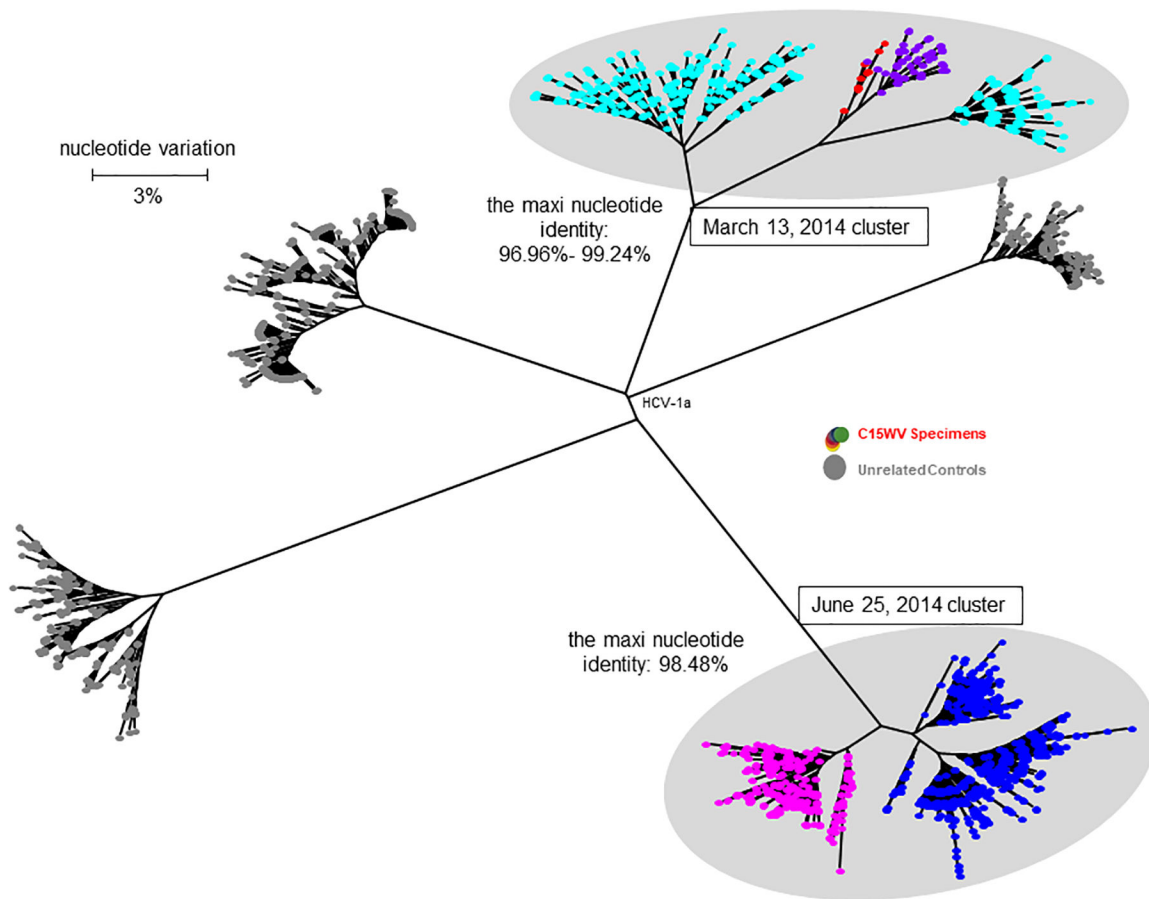 nucleotide variation
3%
the maxi nucleotide
identity:
96.96%- 99.24%
March 13, 2014 cluster
HCV-1a
C15WV Specimens
Unrelated Controls
June 25, 2014 cluster
the maxi nucleotide
identity: 98.48%